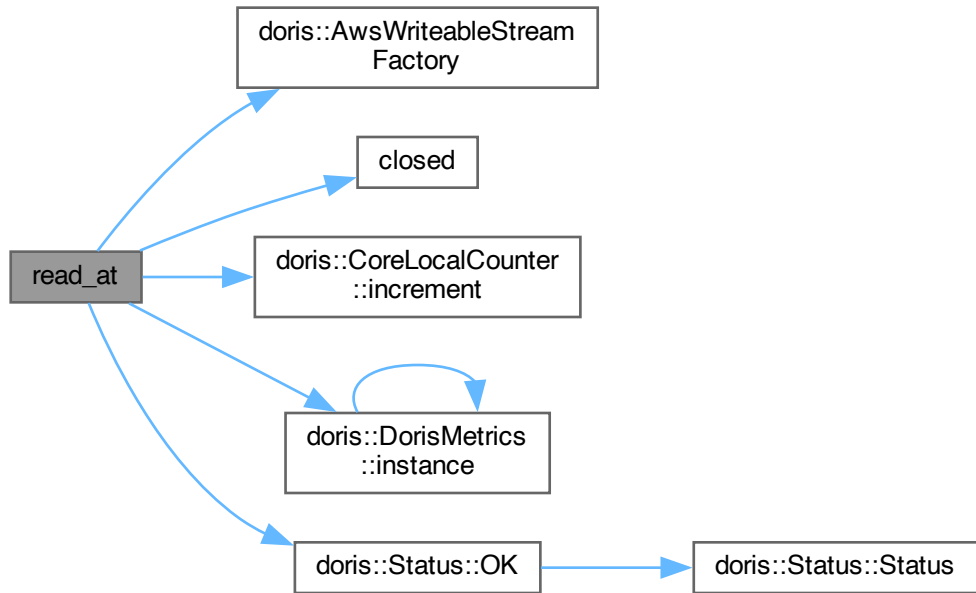 doris::AwsWriteableStream
Factory
closed
read_at
doris::CoreLocalCounter
::increment
doris::DorisMetrics
::instance
doris::Status::OK
doris::Status::Status